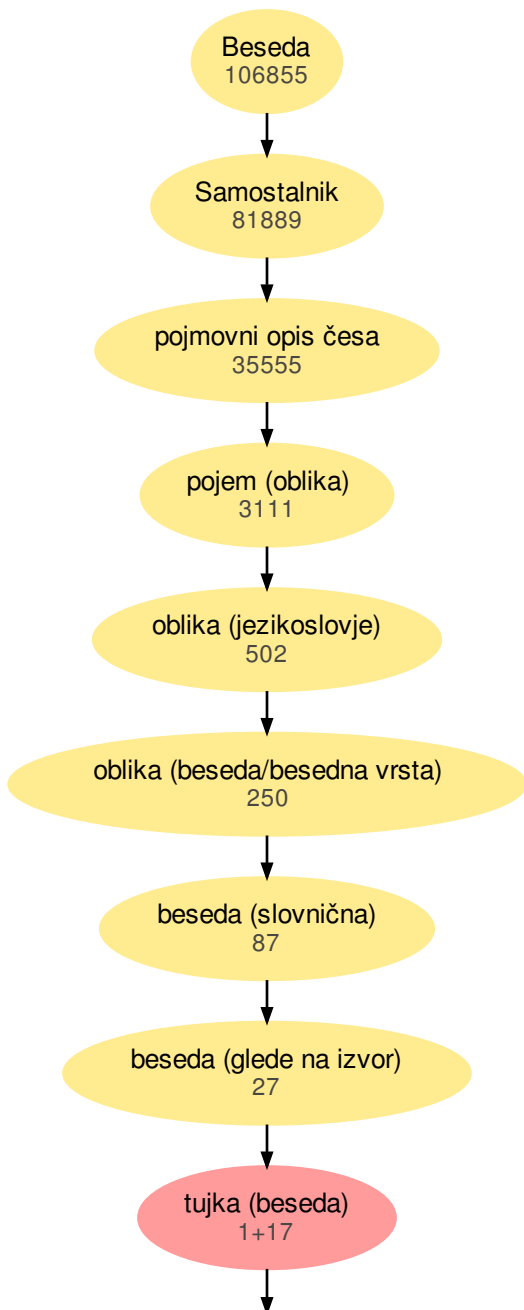 Beseda
106855
Samostalnik
81889
pojmovni opis česa
35555
pojem (oblika)
3111
oblika (jezikoslovje)
502
oblika (beseda/besedna vrsta)
250
beseda (slovnična)
87
beseda (glede na izvor)
27
tujka (beseda)
1+17